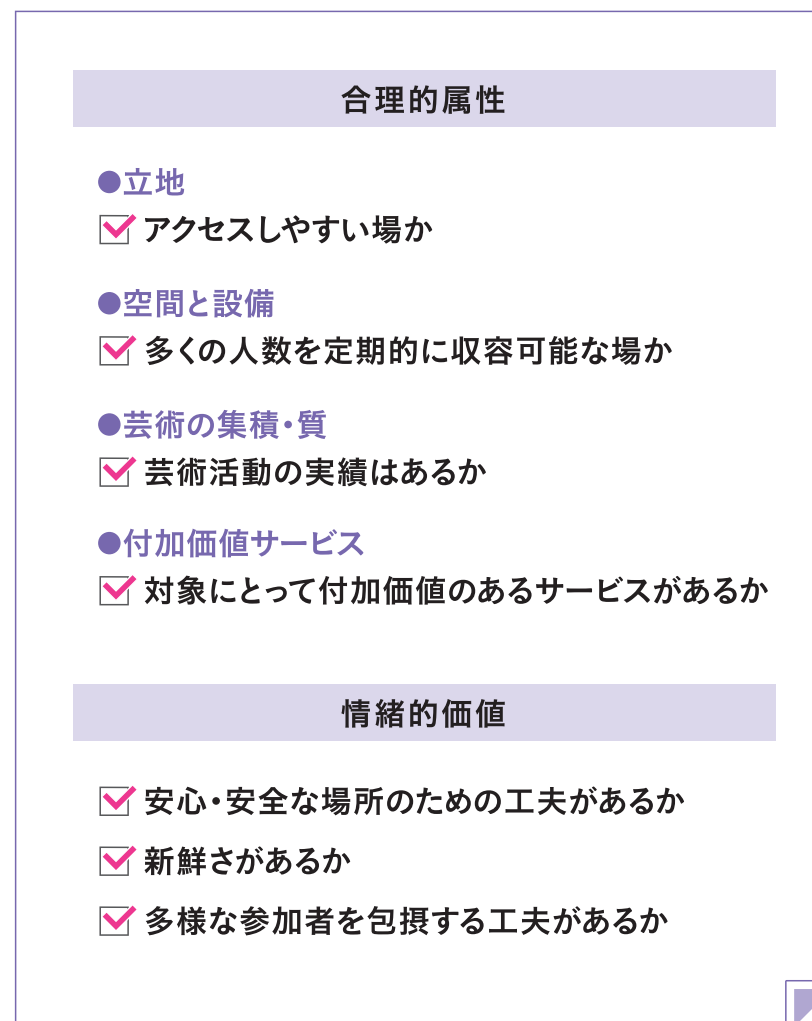 合理的属性
●立地
アクセスしやすい場か
●空間と設備
多くの人数を定期的に収容可能な場か
●芸術の集積・質
芸術活動の実績はあるか
●付加価値サービス
対象にとって付加価値のあるサービスがあるか
情緒的価値
安心・安全な場所のための工夫があるか
新鮮さがあるか
多様な参加者を包摂する工夫があるか